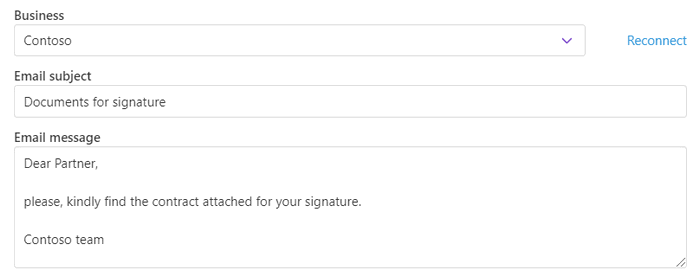 Business
Contoso
Reconnect
Email subject
Documents for signature
Email message
Dear Partner,
please, kindly find the contract attached for your signature.
Contoso team